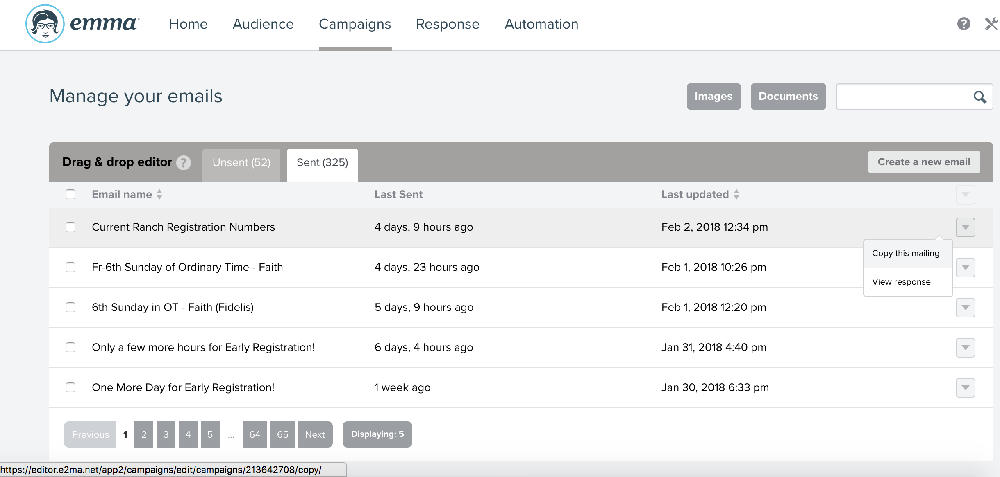 emma Home Audience Campaigns Response Automation
Manage your emails Images Documents
Drag & drop editor ? Unsent (52) Sent (325) Create a new email
Email name Last Sent Last updated
Current Ranch Registration Numbers 4 days, 9 hours ago Feb 2, 2018 12:34 pm
Copy this mailing
Fr-6th Sunday of Ordinary Time - Faith 4 days, 23 hours ago Feb 1, 2018 10:26 pm
View response
6th Sunday in OT - Faith (Fidelis) 5 days, 9 hours ago Feb 1, 2018 12:20 pm
Only a few more hours for Early Registration! 6 days, 4 hours ago Jan 31, 2018 4:40 pm
One More Day for Early Registration! 1 week ago Jan 30, 2018 6:33 pm
Previous 1 2 3 4 5 ... 64 65 Next Displaying: 5
https://editor.e2ma.net/app2/campaigns/edit/campaigns/213642708/copy/